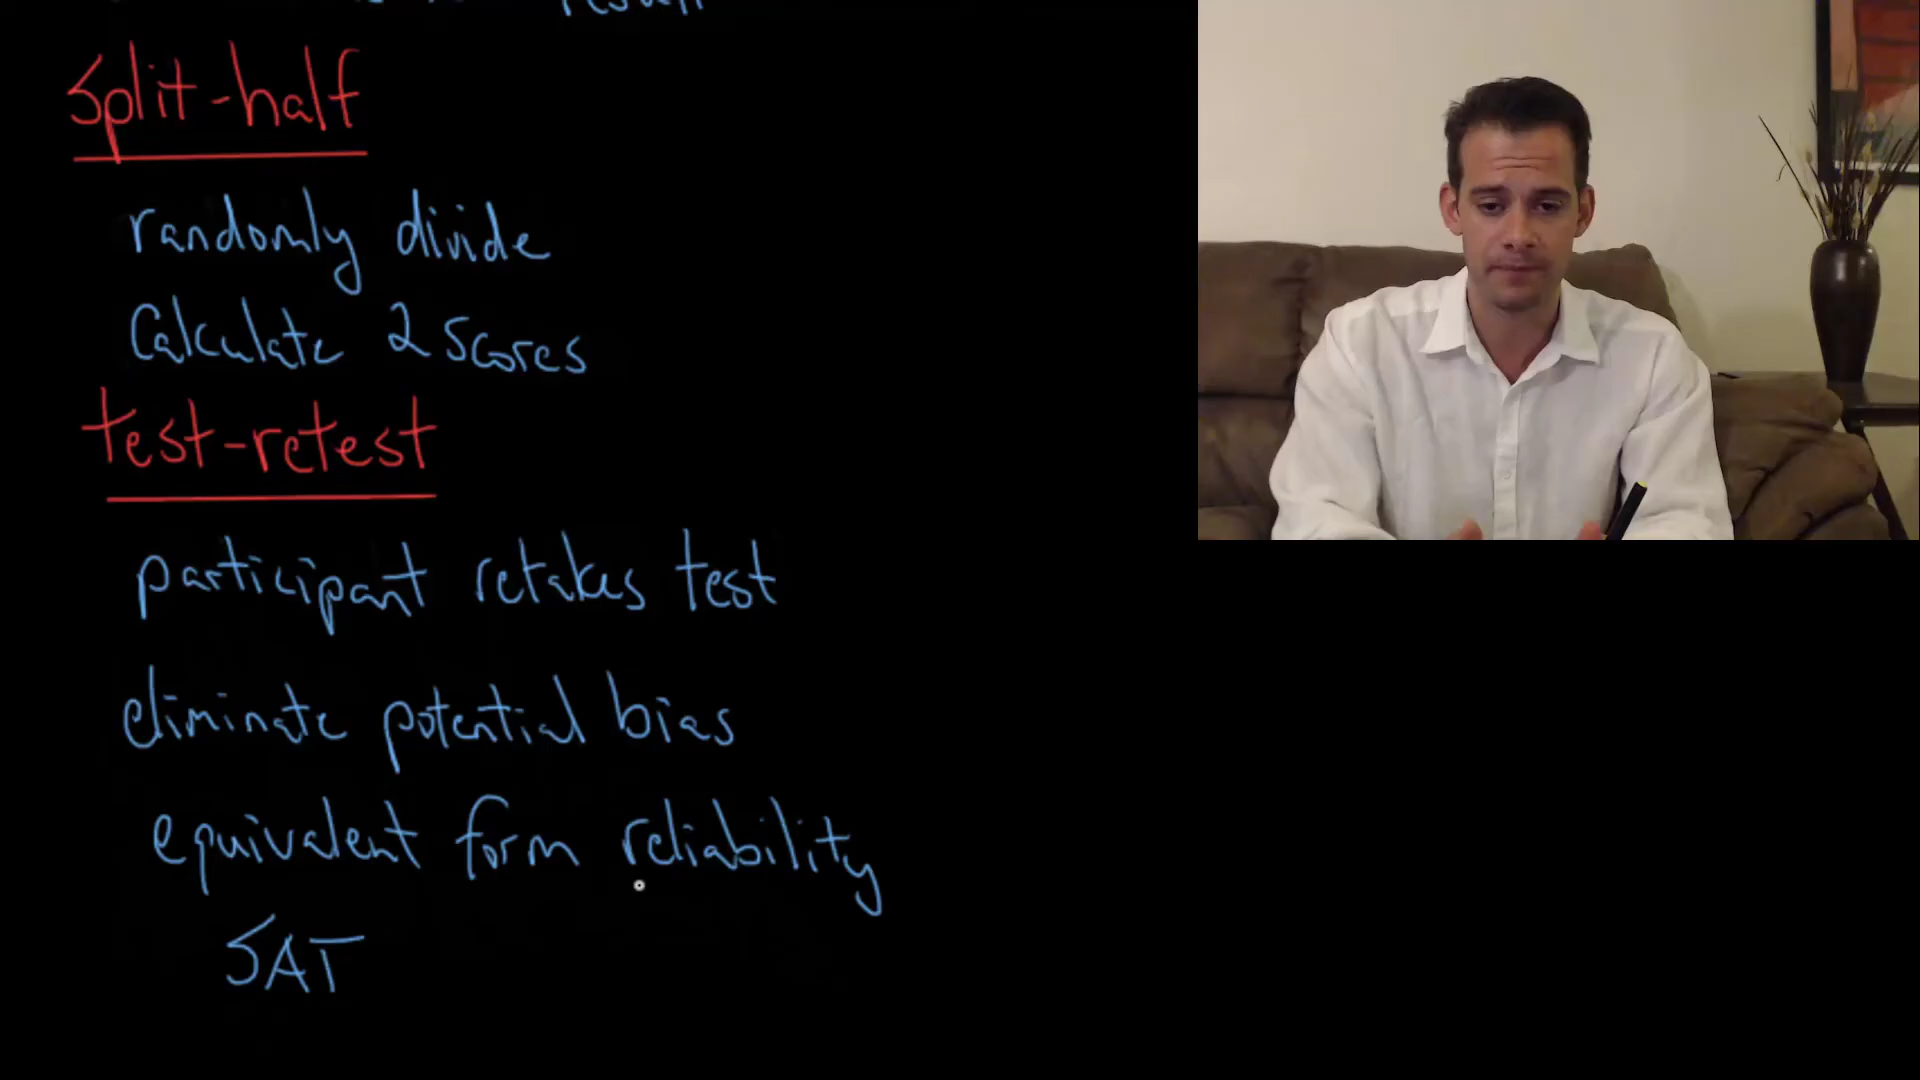 result
Split-half
randomly divide
Calculate 2 scores
test-retest
participant retakes test
eliminate potential bias
equivalent form reliability
SAT